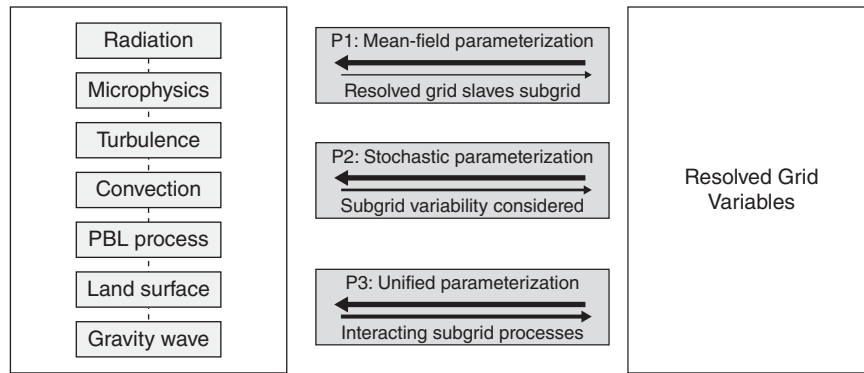 Radiation
Microphysics
Turbulence
Convection
PBL process
Land surface
Gravity wave
P1: Mean-field parameterization
Resolved grid slaves subgrid
P2: Stochastic parameterization
Subgrid variability considered
P3: Unified parameterization
Interacting subgrid processes
Resolved Grid
Variables